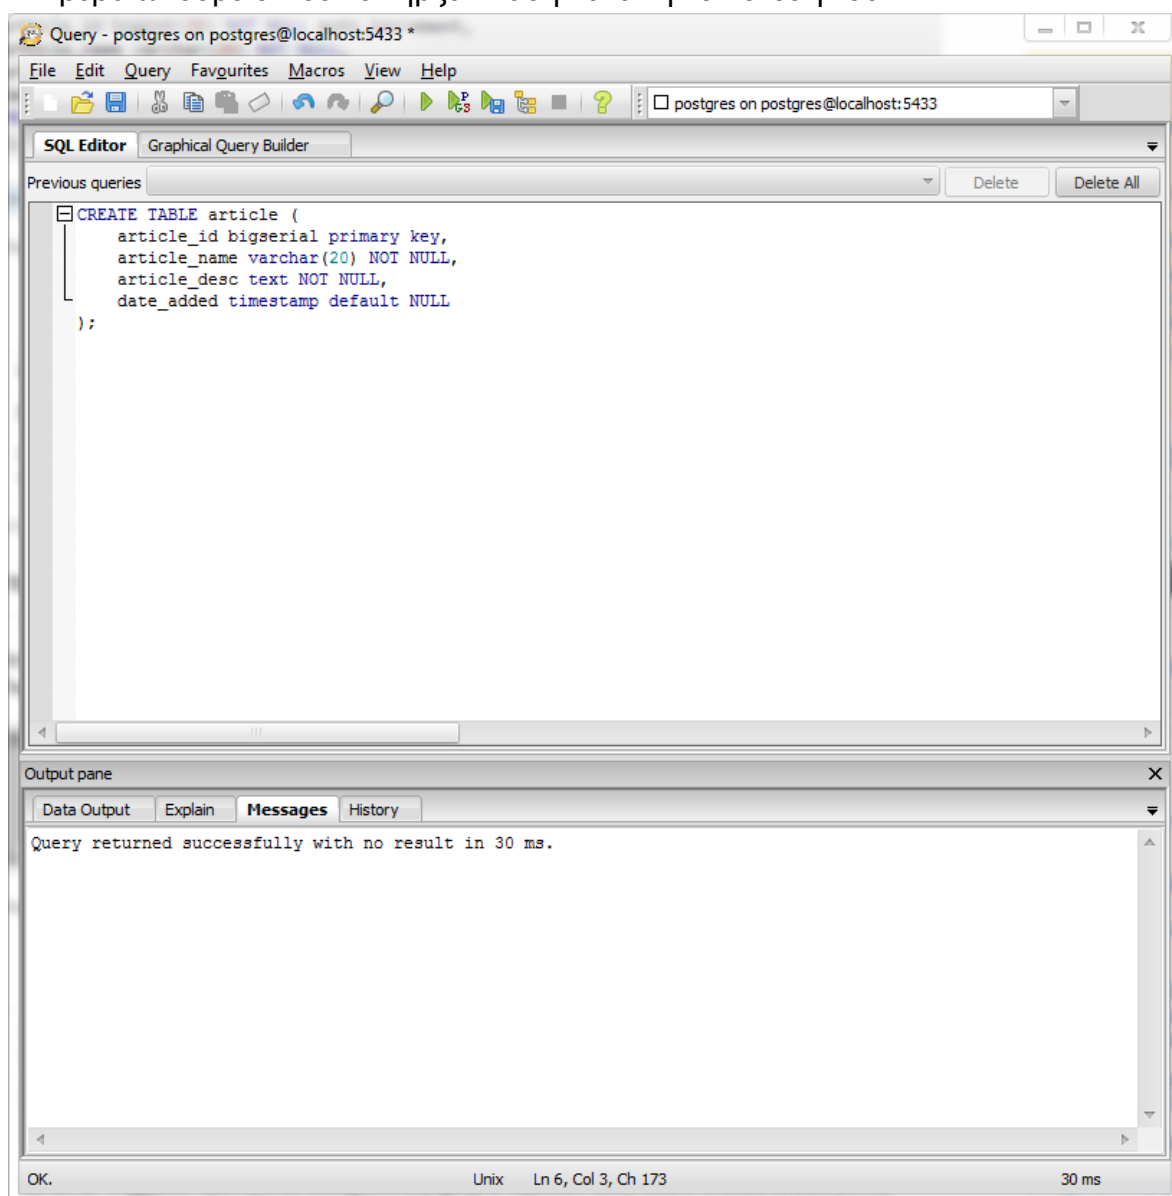 Query - postgres on postgres@localhost:5433 *
File Edit Query Favourites Macros View Help
postgres on postgres@localhost:5433
SQL Editor Graphical Query Builder
Previous queries Delete Delete All
CREATE TABLE article (
    article_id bigserial primary key,
    article_name varchar(20) NOT NULL,
    article_desc text NOT NULL,
    date_added timestamp default NULL
);
Output pane
Data Output Explain Messages History
Query returned successfully with no result in 30 ms.
OK. Unix Ln 6, Col 3, Ch 173 30 ms